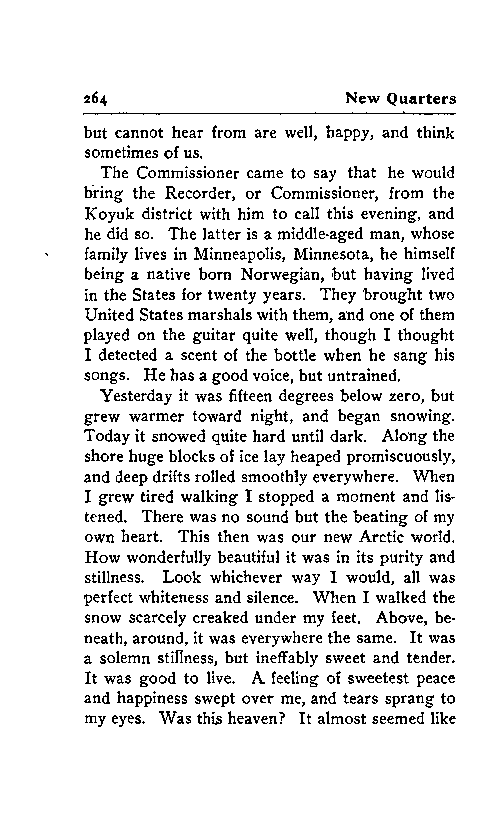 264 New Quarters
but cannot hear from are well, happy, and think
sometimes of us.
The Commissioner came to say that he would
bring the Recorder, or Commissioner, from the
Koyuk district with him to call this evening, and
he did so. The latter is a middle-aged man, whose
family lives in Minneapolis, Minnesota, he himself
being a native born Norwegian, but having lived
in the States for twenty years. They brought two
United States marshals with them, and one of them
played on the guitar quite well, though I thought
I detected a scent of the bottle when he sang his
songs. He has a good voice, but untrained.
Yesterday it was fifteen degrees below zero, but
grew warmer toward night, and began snowing.
Today it snowed quite hard until dark. Along the
shore huge blocks of ice lay heaped promiscuously,
and deep drifts rolled smoothly everywhere. When
I grew tired walking I stopped a moment and lis-
tened. There was no sound but the beating of my
own heart. This then was our new Arctic world.
How wonderfully beautiful it was in its purity and
stillness. Look whichever way I would, all was
perfect whiteness and silence. When I walked the
snow scarcely creaked under my feet. Above, be-
neath, around, it was everywhere the same. It was
a solemn stillness, but ineffably sweet and tender.
It was good to live. A feeling of sweetest peace
and happiness swept over me, and tears sprang to
my eyes. Was this heaven? It almost seemed like